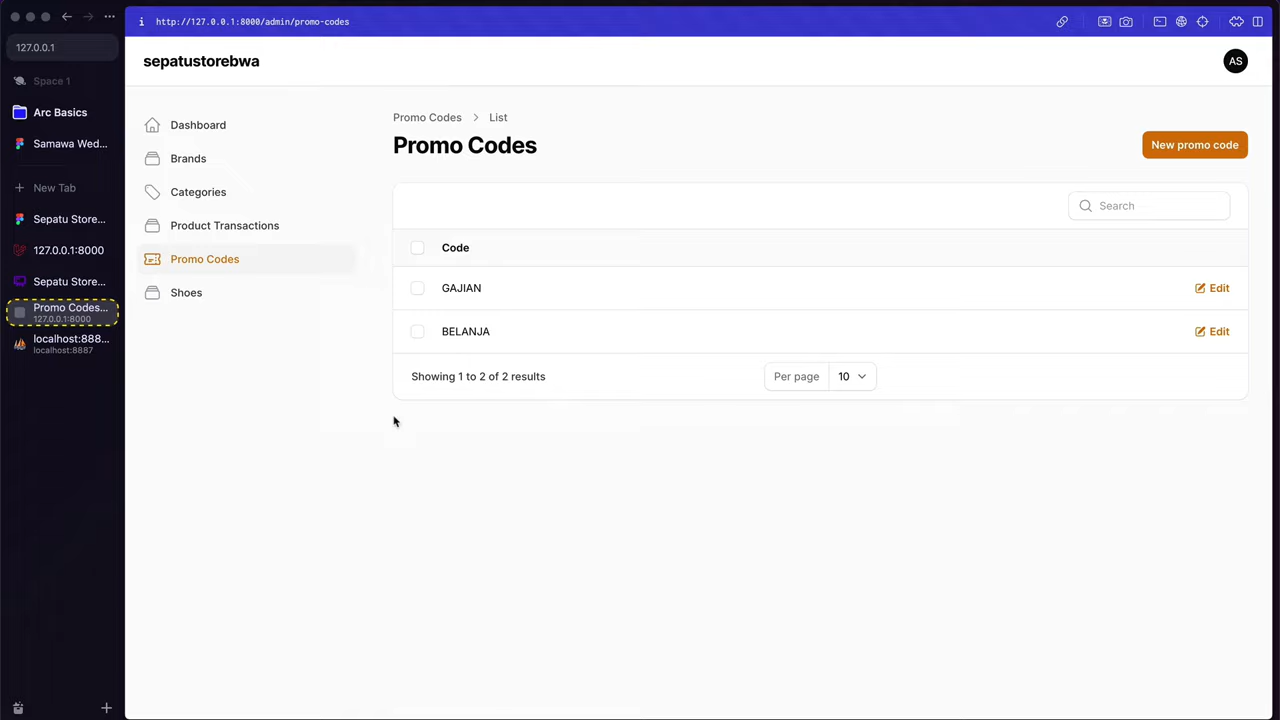 http://127.0.0.1:8000/admin/promo-codes
127.0.0.1
Space 1
Arc Basics
Samawa Wed...
New Tab
Sepatu Store...
127.0.0.1:8000
Sepatu Store...
Promo Codes...
127.0.0.1:8000
localhost:888...
localhost:8887
sepatustorebwa
AS
Dashboard
Brands
Categories
Product Transactions
Promo Codes
Shoes
Promo Codes > List
Promo Codes
New promo code
Search
Code
GAJIAN Edit
BELANJA Edit
Showing 1 to 2 of 2 results Per page 10